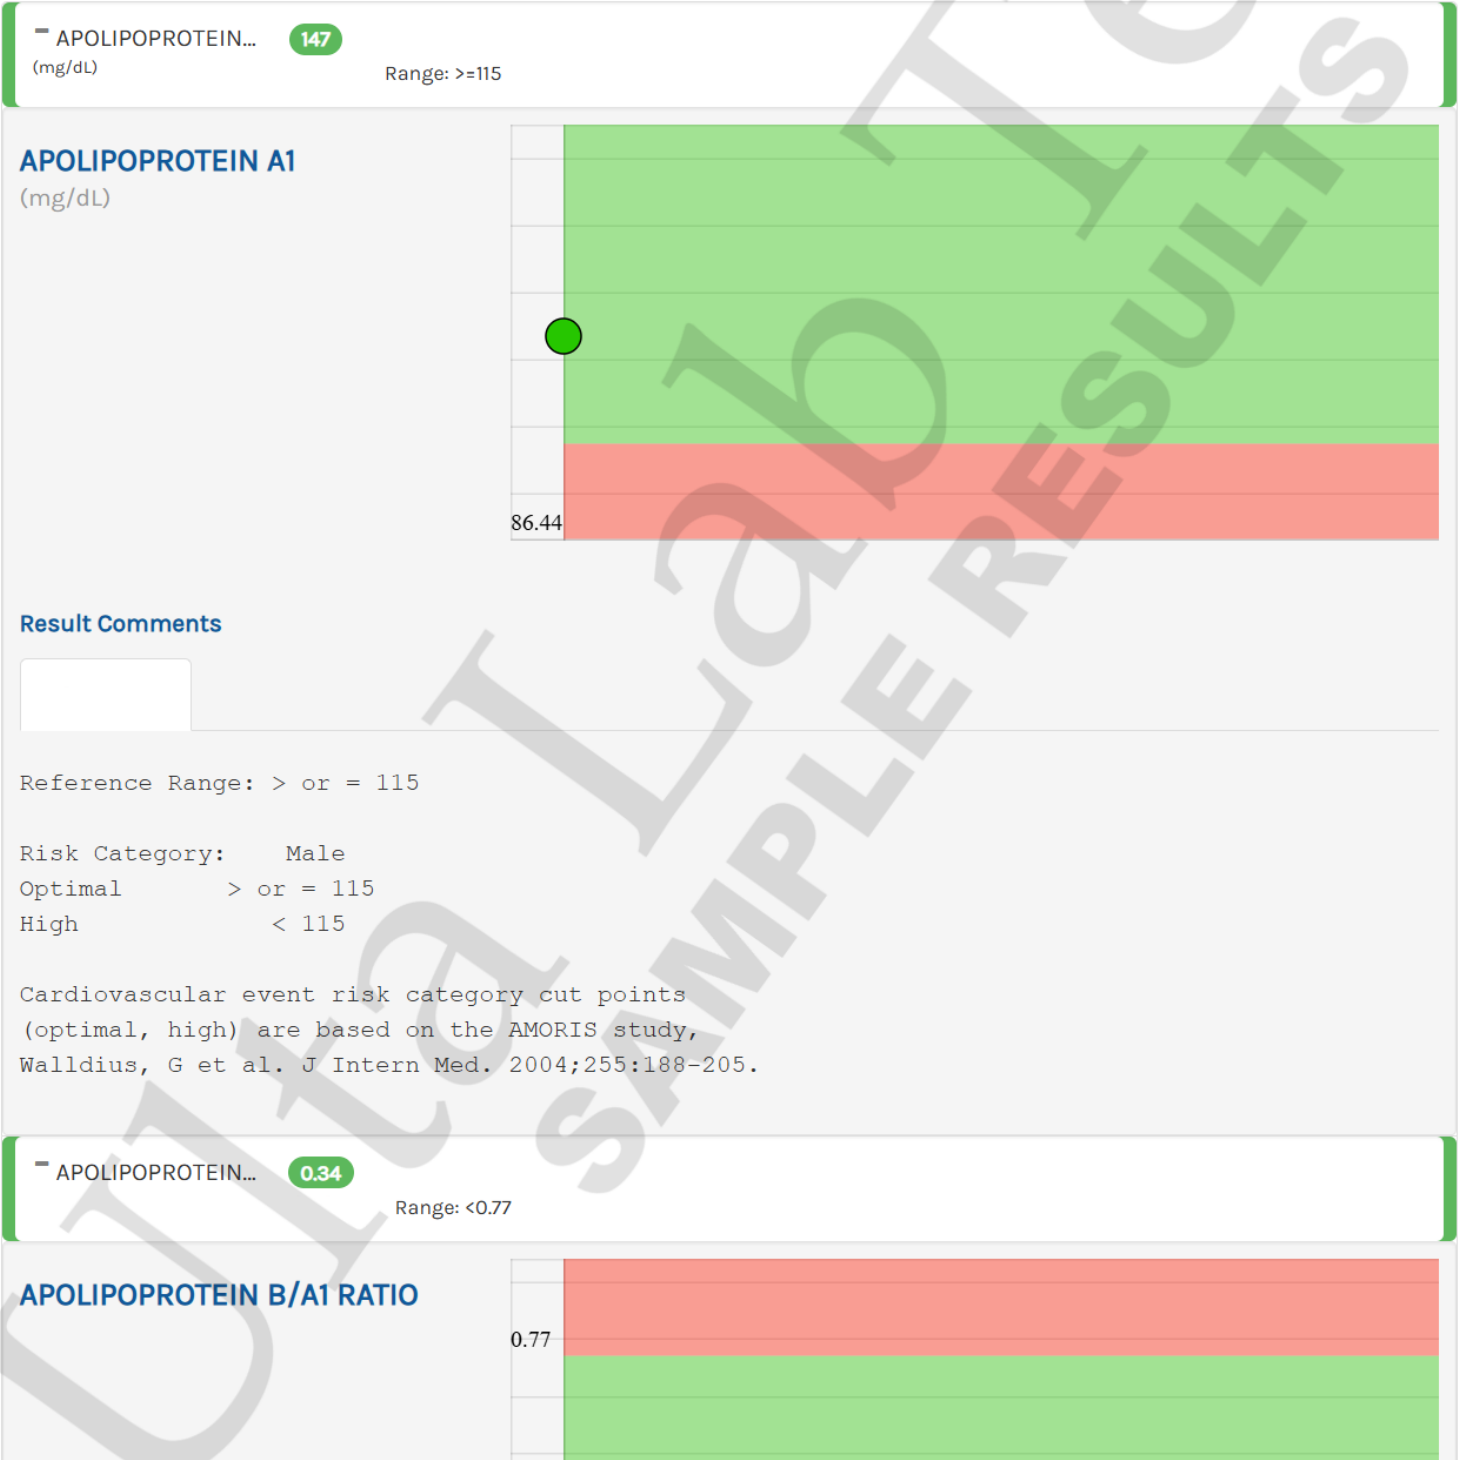 APOLIPOPROTEIN... 147
(mg/dL)
Range: >=115
APOLIPOPROTEIN A1
(mg/dL)
86.44
Result Comments
Reference Range: > or = 115
Risk Category: Male
Optimal > or = 115
High < 115
Cardiovascular event risk category cut points
(optimal, high) are based on the AMORIS study,
Walldius, G et al. J Intern Med. 2004;255:188-205.
APOLIPOPROTEIN... 0.34
Range: <0.77
APOLIPOPROTEIN B/A1 RATIO
0.77
Ulta Lab Te
SAMPLE RESULTS